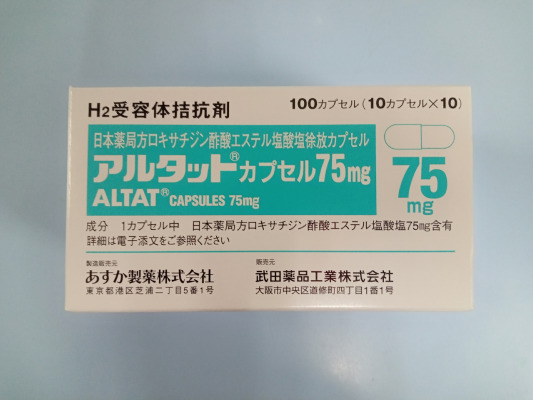 H2受容体拮抗剤
100カプセル(10カプセル×10)
日本薬局方ロキサチジン酢酸エステル塩酸塩徐放カプセル
アルタット®カプセル75mg
ALTAT® CAPSULES 75mg
75
mg
成分 1カプセル中 日本薬局方ロキサチジン酢酸エステル塩酸塩75mg含有
詳細は電子添文をご参照ください
製造販売元
あすか製薬株式会社
東京都港区芝浦二丁目5番1号
販売元
武田薬品工業株式会社
大阪市中央区道修町四丁目1番1号